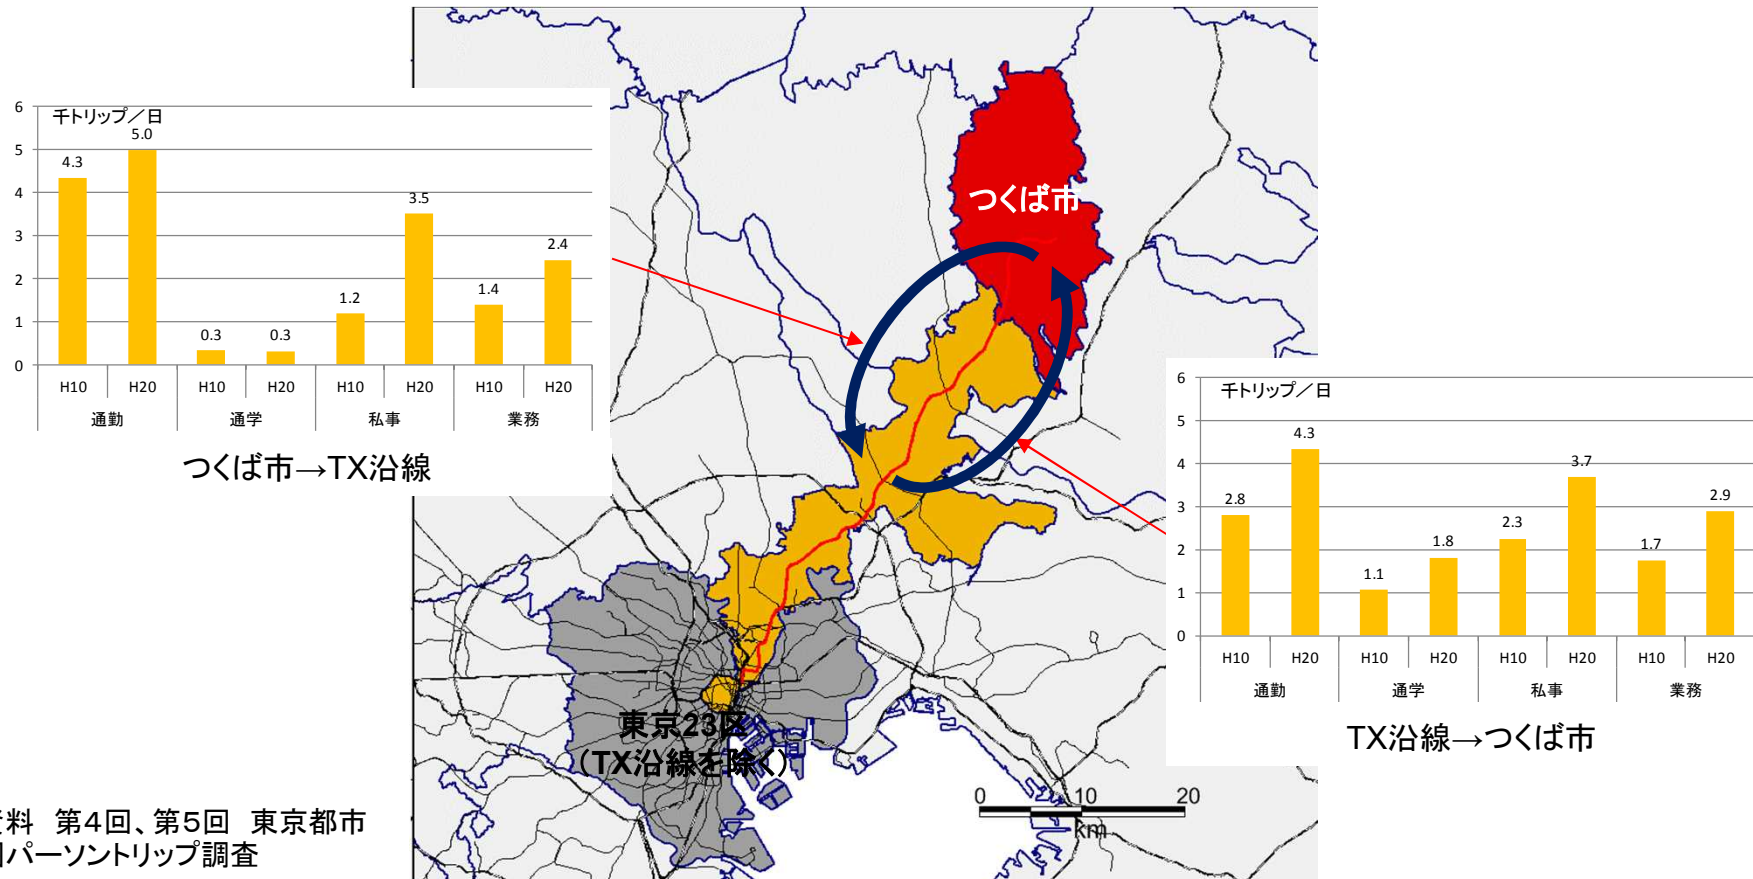 千トリップ／日
6
5
4
3
2
1
0
4.3
5.0
0.3
0.3
1.2
3.5
1.4
2.4
H10 H20 H10 H20 H10 H20 H10 H20
通勤 通学 私事 業務
つくば市→TX沿線
つくば市
千トリップ／日
6
5
4
3
2
1
0
2.8
4.3
1.1
1.8
2.3
3.7
1.7
2.9
H10 H20 H10 H20 H10 H20 H10 H20
通勤 通学 私事 業務
TX沿線→つくば市
東京23区
（TX沿線を除く）
0 10 20
km
料 第4回、第5回 東京都市
パーソントリップ調査